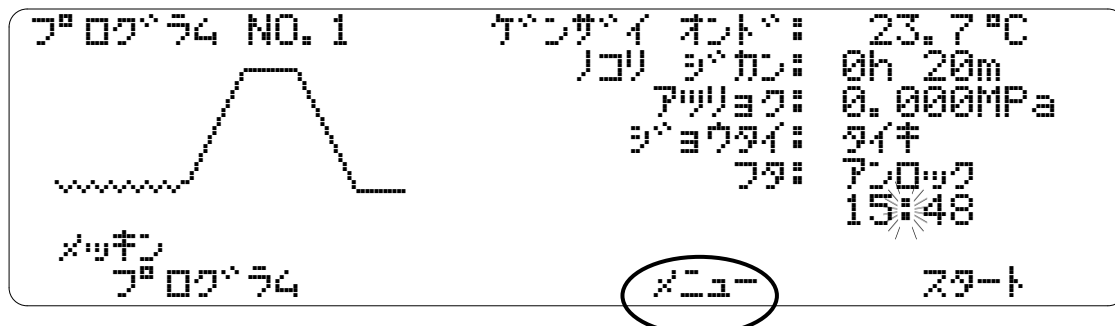 プログラム NO. 1 ゲンザイ オンド: 23.7℃
ノコリ ジカン: 0h 20m
アツリョク: 0.000MPa
ジョウタイ: タイキ
フタ: アンロック
15:48
メッキン
プログラム メニュー スタート